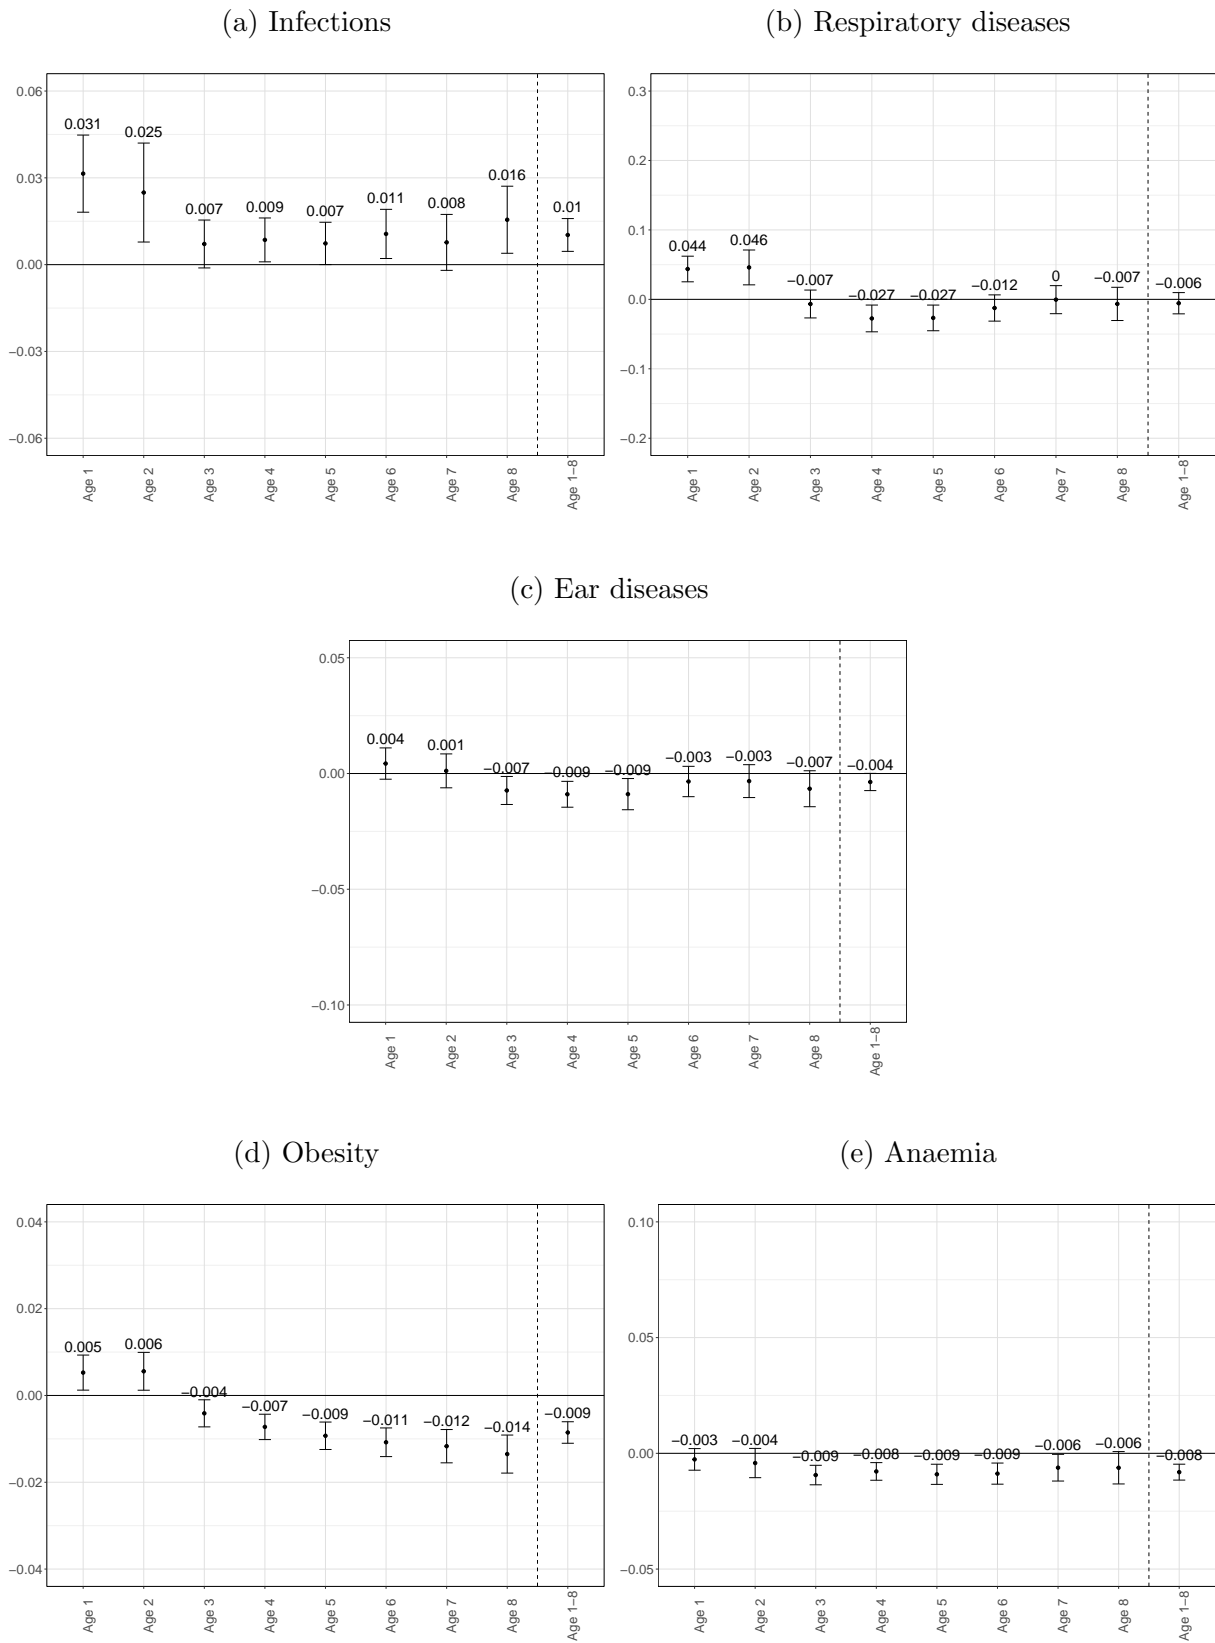 (a) Infections
0.06
0.03
0.00
−0.03
−0.06
0.031
0.025
0.007
0.009
0.007
0.011
0.008
0.016
0.01
Age 1
Age 2
Age 3
Age 4
Age 5
Age 6
Age 7
Age 8
Age 1−8
(b) Respiratory diseases
0.3
0.2
0.1
0.0
−0.1
−0.2
0.044
0.046
−0.007
−0.027
−0.027
−0.012
0
−0.007
−0.006
Age 1
Age 2
Age 3
Age 4
Age 5
Age 6
Age 7
Age 8
Age 1−8
(c) Ear diseases
0.05
0.00
−0.05
−0.10
0.004
0.001
−0.007
−0.009
−0.009
−0.003
−0.003
−0.007
−0.004
Age 1
Age 2
Age 3
Age 4
Age 5
Age 6
Age 7
Age 8
Age 1−8
(d) Obesity
0.04
0.02
0.00
−0.02
−0.04
0.005
0.006
−0.004
−0.007
−0.009
−0.011
−0.012
−0.014
−0.009
Age 1
Age 2
Age 3
Age 4
Age 5
Age 6
Age 7
Age 8
Age 1−8
(e) Anaemia
0.10
0.05
0.00
−0.05
−0.003
−0.004
−0.009
−0.008
−0.009
−0.009
−0.006
−0.006
−0.008
Age 1
Age 2
Age 3
Age 4
Age 5
Age 6
Age 7
Age 8
Age 1−8